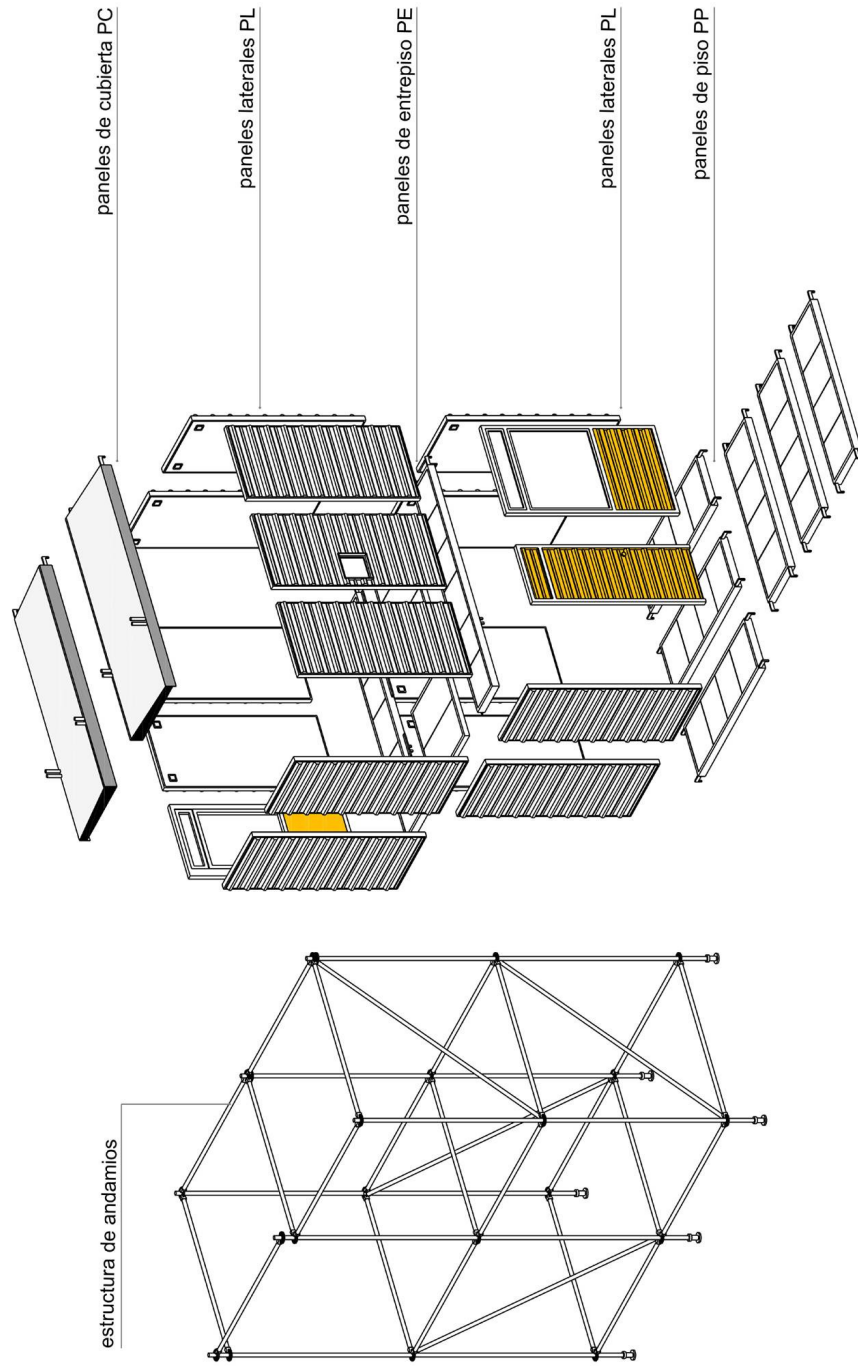 estructura de andamios
paneles de cubierta PC
paneles laterales PL
paneles de entrepiso PE
paneles laterales PL
paneles de piso PP